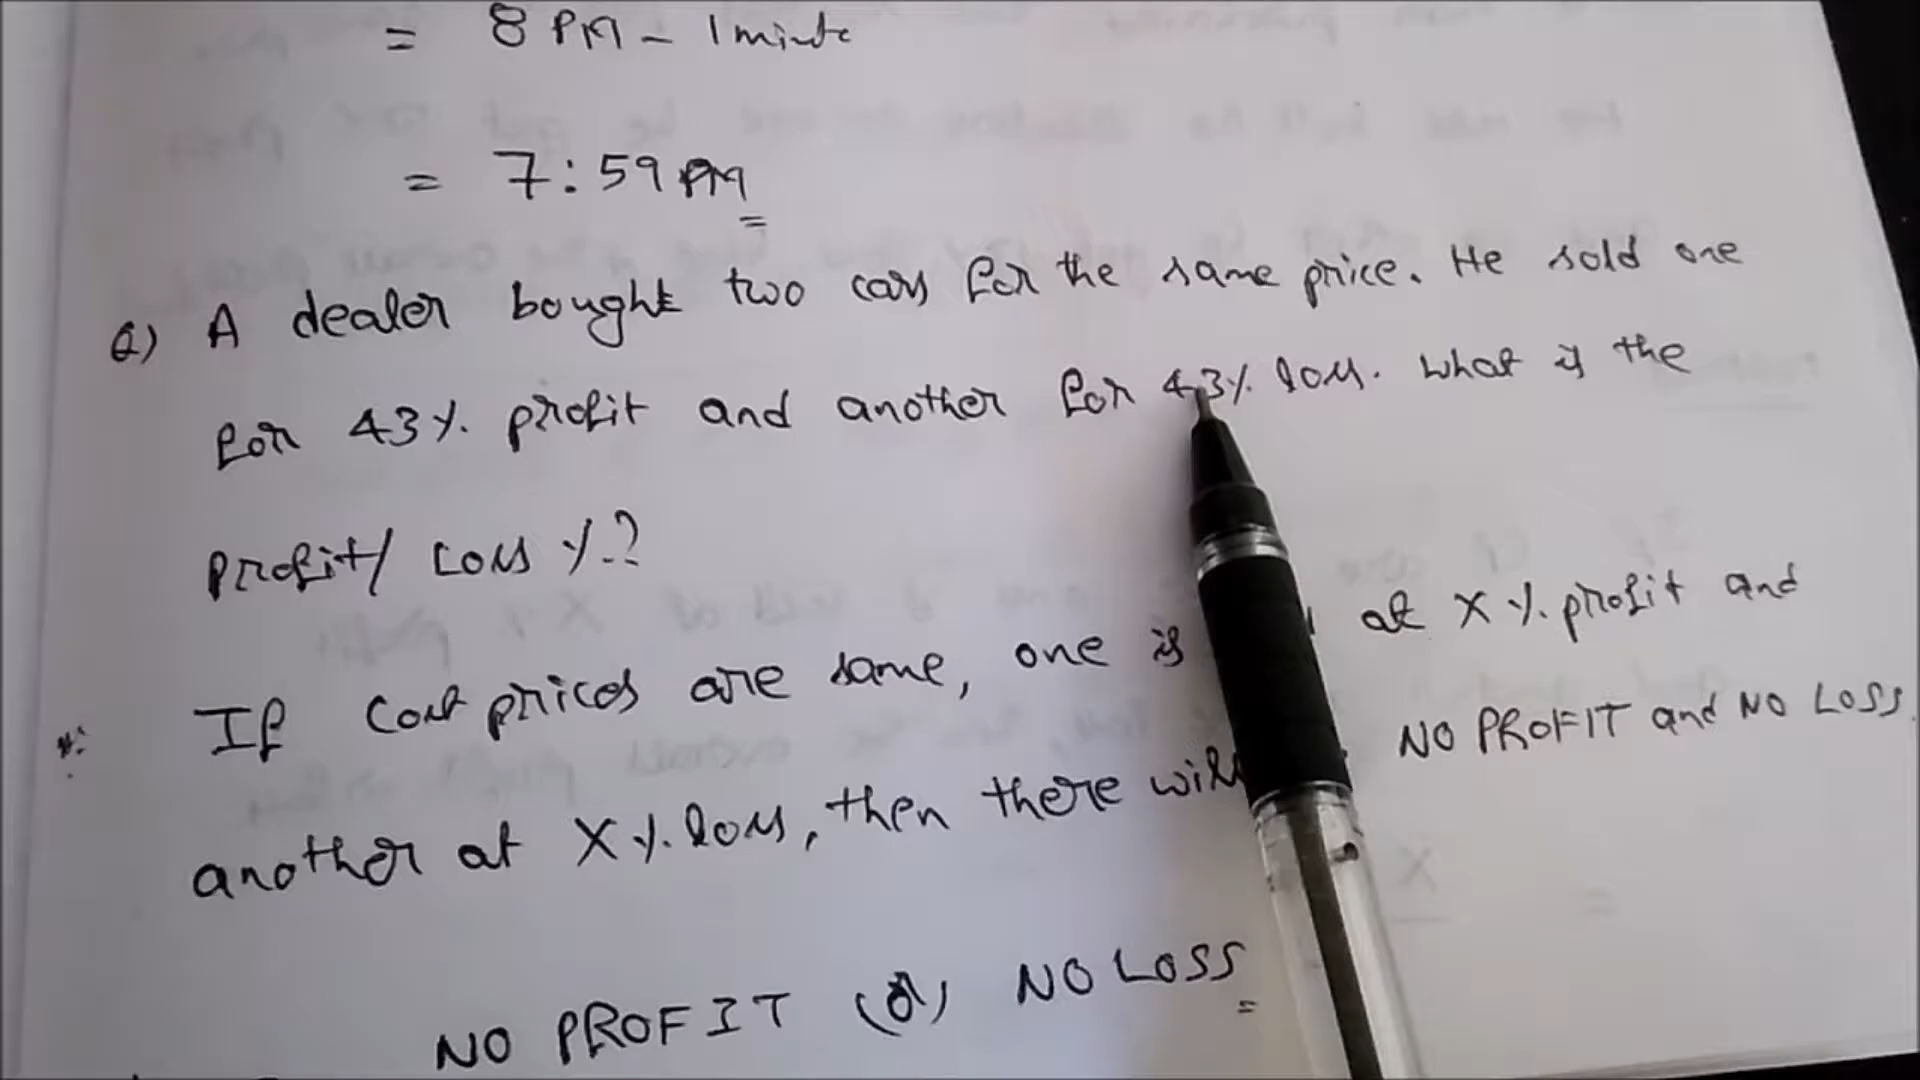 = 8 PM - 1 minute
= 7:59 PM
Q) A dealer bought two cars for the same price. He sold one
for 43%. profit and another for 43%. loss. What is the
Profit/ Loss %.?
If Cost prices are same, one is at X %. profit and
another at X %. loss, then there will NO PROFIT and NO LOSS.
NO PROFIT (or) NO LOSS